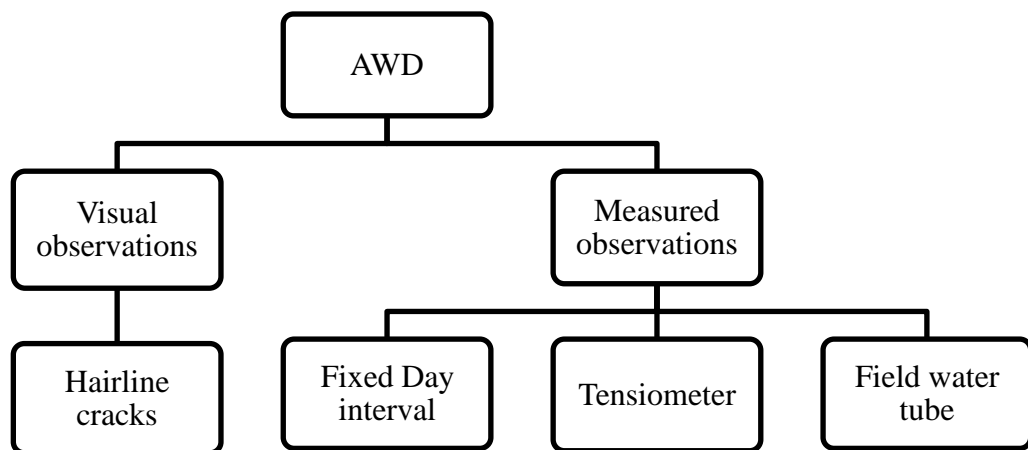 AWD
Visual
observations
Measured
observations
Hairline
cracks
Fixed Day
interval
Tensiometer
Field water
tube